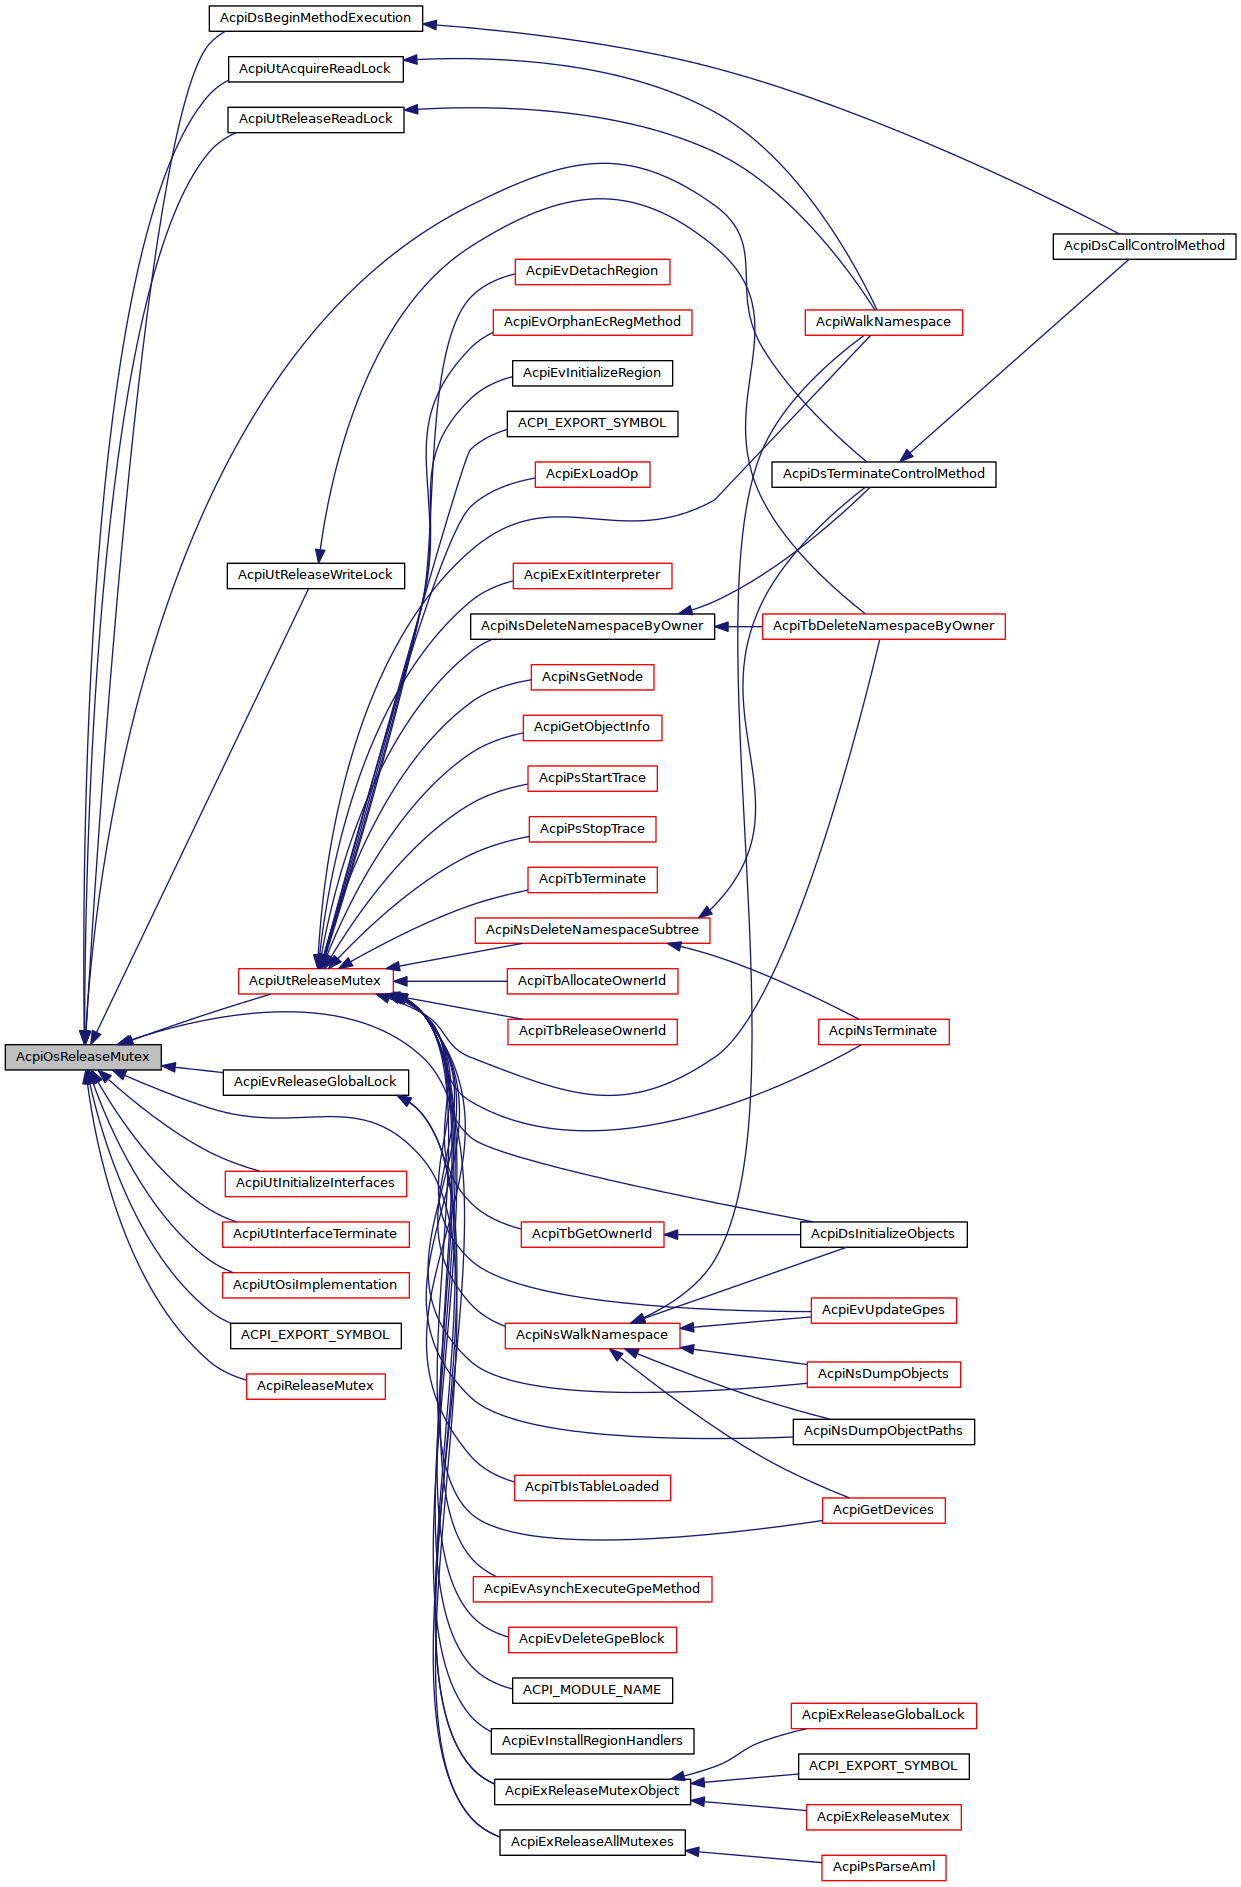 AcpiDsBeginMethodExecution
AcpiUtAcquireReadLock
AcpiUtReleaseReadLock
AcpiDsCallControlMethod
AcpiEvDetachRegion
AcpiEvOrphanEcRegMethod
AcpiWalkNamespace
AcpiEvInitializeRegion
ACPI_EXPORT_SYMBOL
AcpiExLoadOp
AcpiDsTerminateControlMethod
AcpiUtReleaseWriteLock
AcpiExExitInterpreter
AcpiNsDeleteNamespaceByOwner
AcpiTbDeleteNamespaceByOwner
AcpiNsGetNode
AcpiGetObjectInfo
AcpiPsStartTrace
AcpiPsStopTrace
AcpiTbTerminate
AcpiNsDeleteNamespaceSubtree
AcpiUtReleaseMutex
AcpiTbAllocateOwnerId
AcpiTbReleaseOwnerId
AcpiNsTerminate
AcpiOsReleaseMutex
AcpiEvReleaseGlobalLock
AcpiUtInitializeInterfaces
AcpiUtInterfaceTerminate
AcpiTbGetOwnerId
AcpiDsInitializeObjects
AcpiUtOsiImplementation
AcpiEvUpdateGpes
ACPI_EXPORT_SYMBOL
AcpiNsWalkNamespace
AcpiNsDumpObjects
AcpiReleaseMutex
AcpiNsDumpObjectPaths
AcpiTbIsTableLoaded
AcpiGetDevices
AcpiEvAsynchExecuteGpeMethod
AcpiEvDeleteGpeBlock
ACPI_MODULE_NAME
AcpiExReleaseGlobalLock
AcpiEvInstallRegionHandlers
ACPI_EXPORT_SYMBOL
AcpiExReleaseMutexObject
AcpiExReleaseMutex
AcpiExReleaseAllMutexes
AcpiPsParseAml